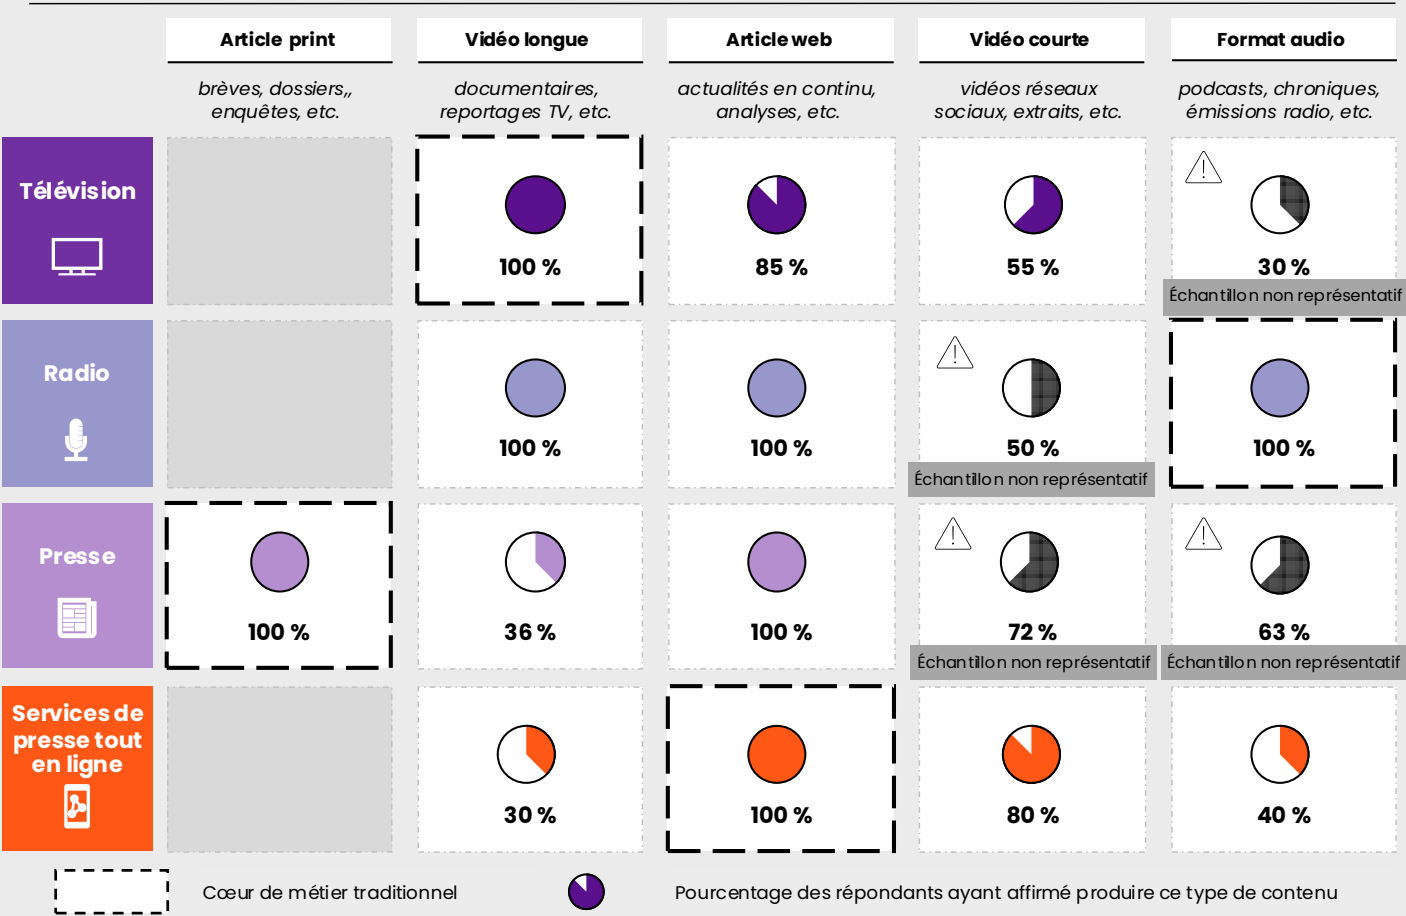 Article print
Vidéo longue
Article web
Vidéo courte
Format audio
brèves, dossiers,,
enquêtes, etc.
documentaires,
reportages TV, etc.
actualités en continu,
analyses, etc.
vidéos réseaux
sociaux, extraits, etc.
podcasts, chroniques,
émissions radio, etc.
Télévision
100 %
85 %
55 %
30 %
Échantillon non représentatif
Radio
100 %
100 %
50 %
Échantillon non représentatif
100 %
Presse
100 %
36 %
100 %
72 %
Échantillon non représentatif
63 %
Échantillon non représentatif
Services de
presse tout
en ligne
30 %
100 %
80 %
40 %
Cœur de métier traditionnel
Pourcentage des répondants ayant affirmé produire ce type de contenu